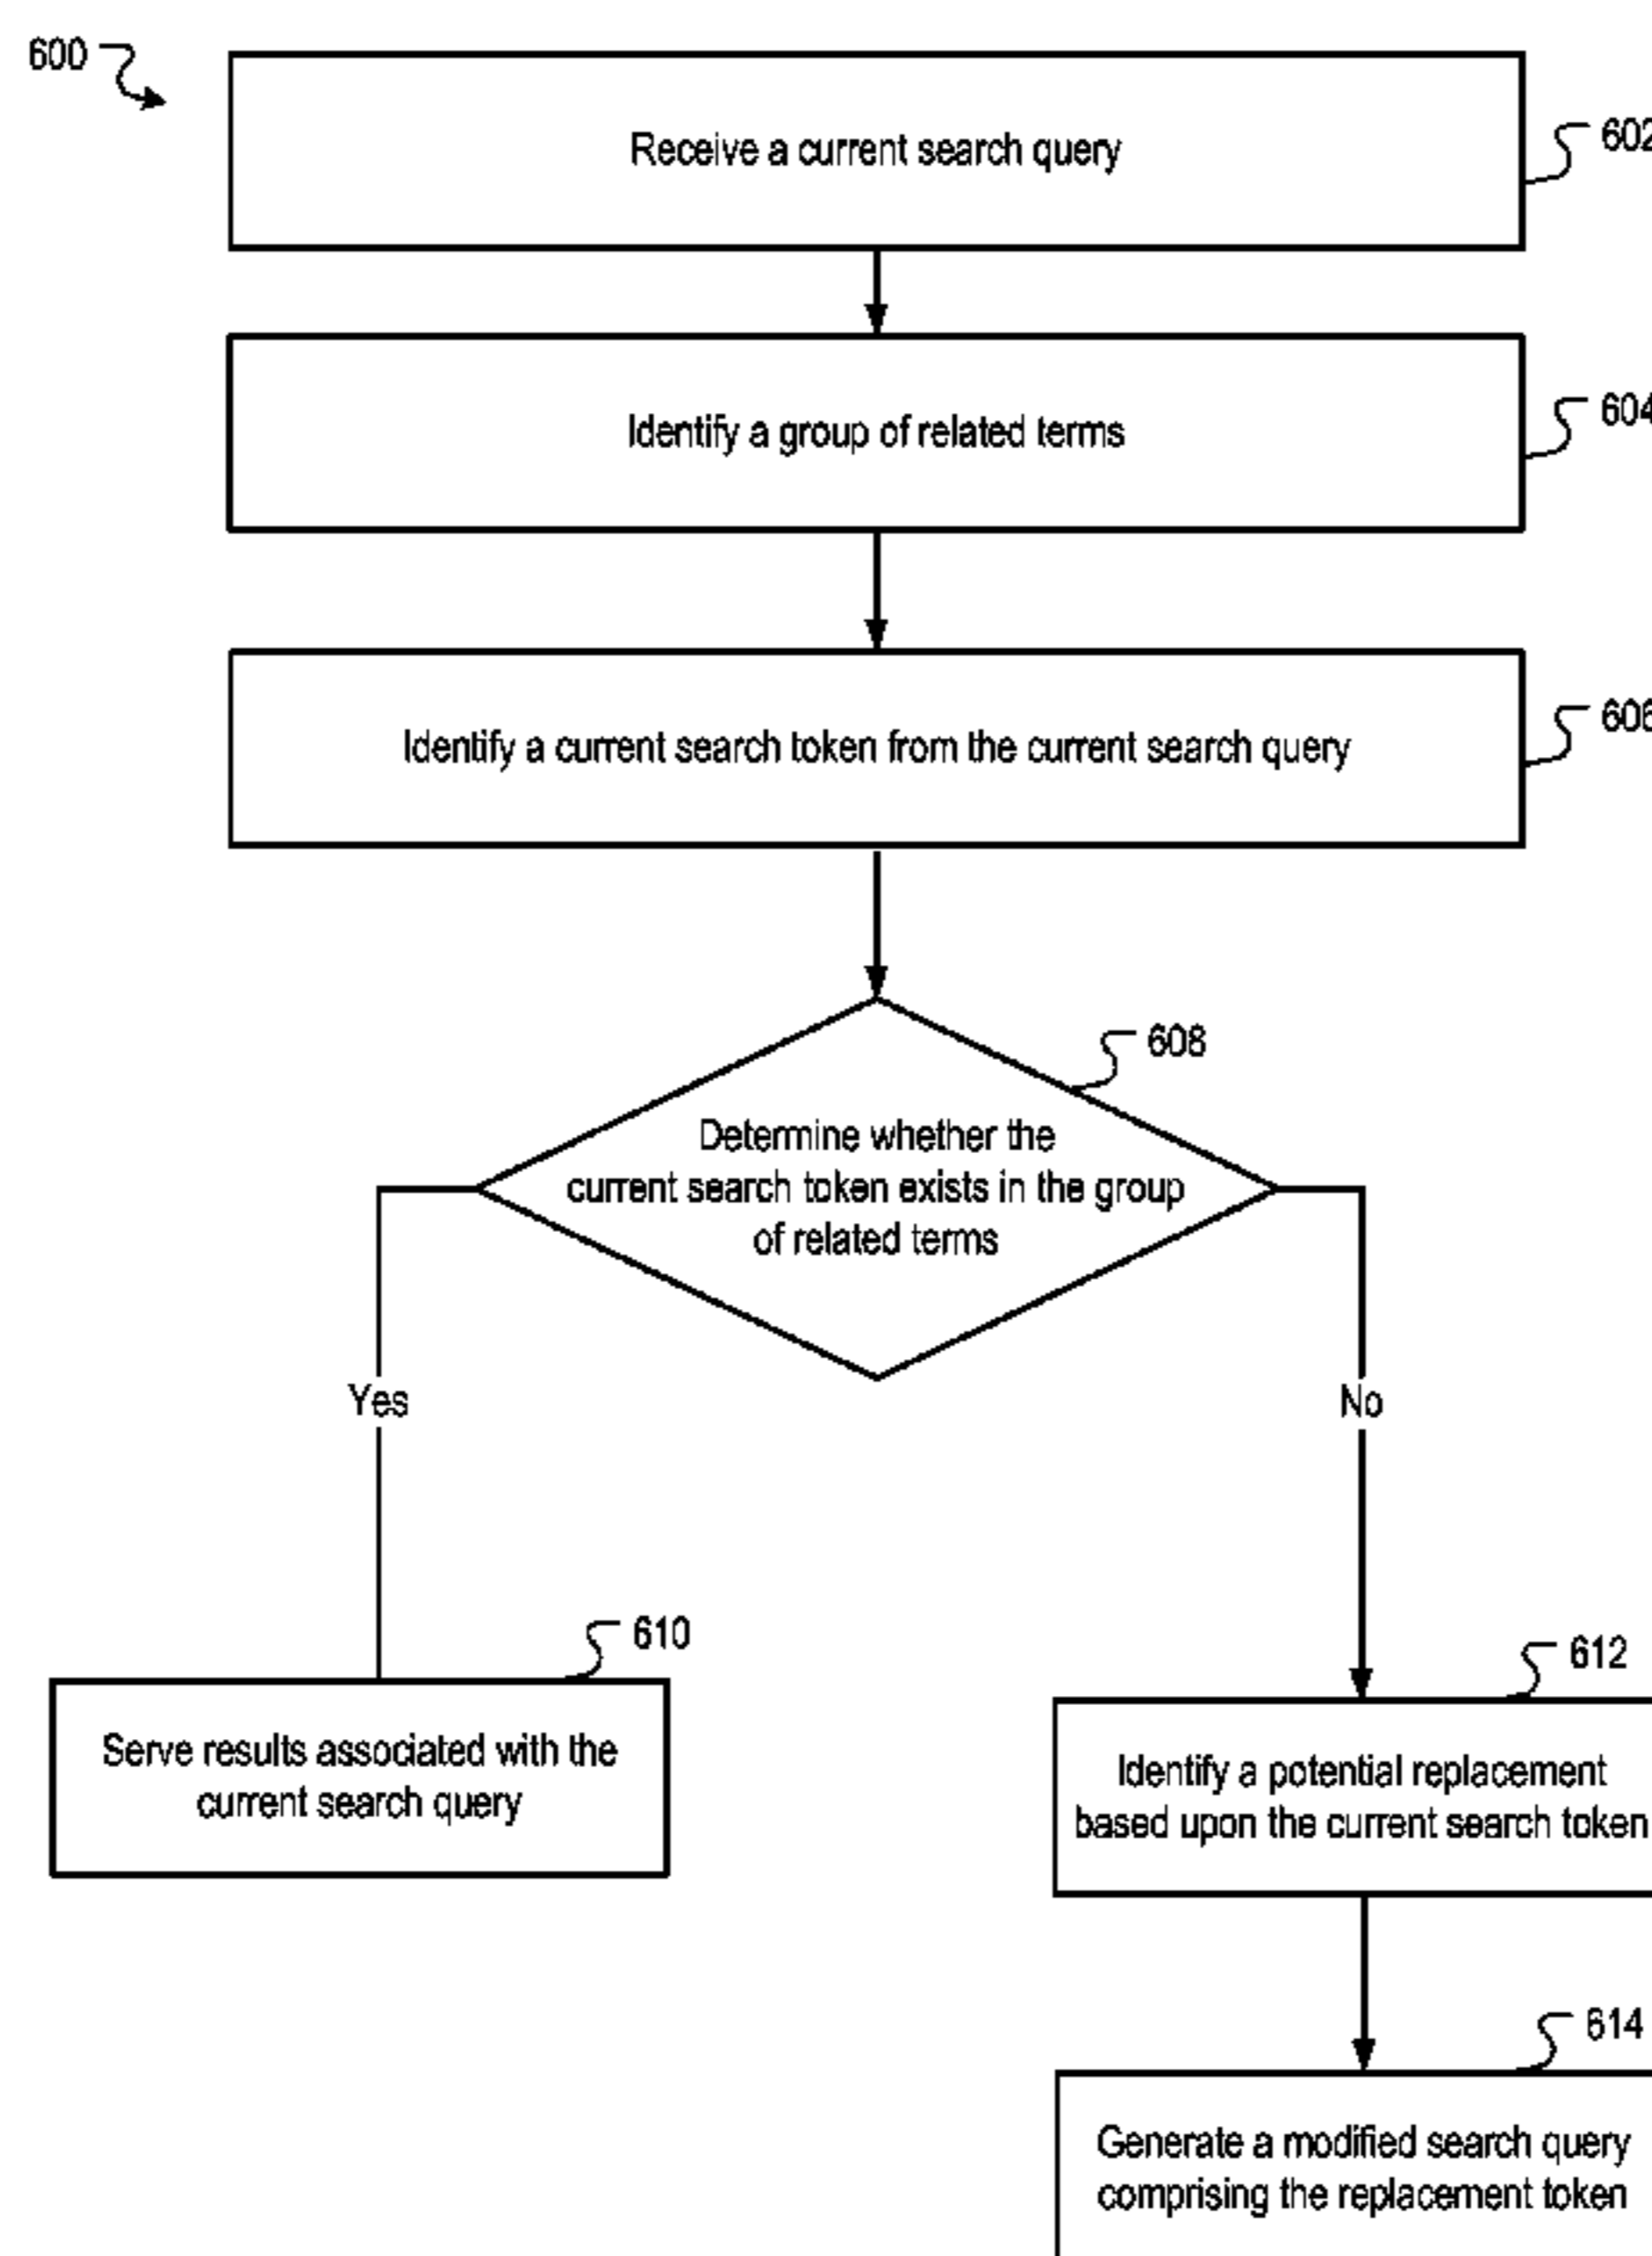 600
Receive a current search query
602
Identify a group of related terms
604
Identify a current search token from the current search query
606
608
Determine whether the
current search token exists in the group
of related terms
Yes
No
610
Serve results associated with the
current search query
612
Identify a potential replacement
based upon the current search token
614
Generate a modified search query
comprising the replacement token